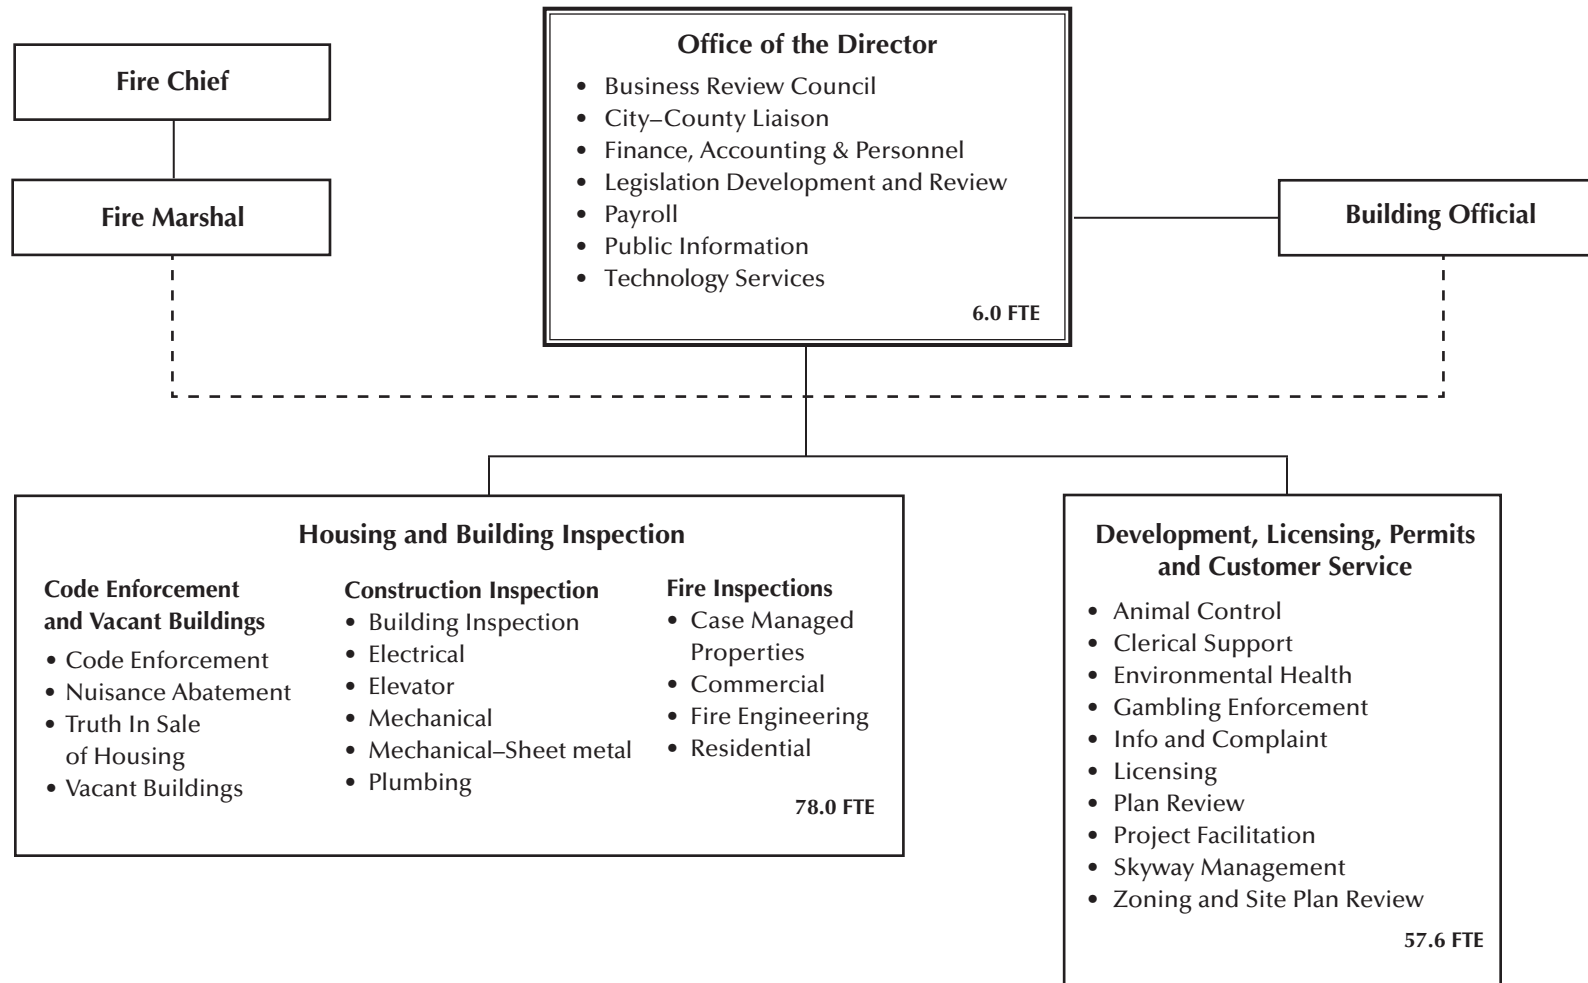 Fire Chief
Fire Marshal
Office of the Director
• Business Review Council
• City–County Liaison
• Finance, Accounting & Personnel
• Legislation Development and Review
• Payroll
• Public Information
• Technology Services
6.0 FTE
Building Official
Housing and Building Inspection
Code Enforcement
and Vacant Buildings
• Code Enforcement
• Nuisance Abatement
• Truth In Sale
of Housing
• Vacant Buildings
Construction Inspection
• Building Inspection
• Electrical
• Elevator
• Mechanical
• Mechanical–Sheet metal
• Plumbing
Fire Inspections
• Case Managed
Properties
• Commercial
• Fire Engineering
• Residential
78.0 FTE
Development, Licensing, Permits
and Customer Service
• Animal Control
• Clerical Support
• Environmental Health
• Gambling Enforcement
• Info and Complaint
• Licensing
• Plan Review
• Project Facilitation
• Skyway Management
• Zoning and Site Plan Review
57.6 FTE